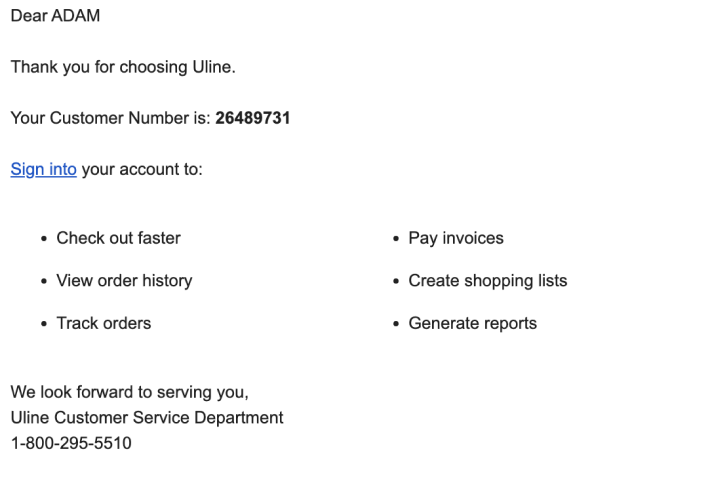 Dear ADAM
Thank you for choosing Uline.
Your Customer Number is: 26489731
Sign into your account to:
• Check out faster
• View order history
• Track orders
• Pay invoices
• Create shopping lists
• Generate reports
We look forward to serving you,
Uline Customer Service Department
1-800-295-5510